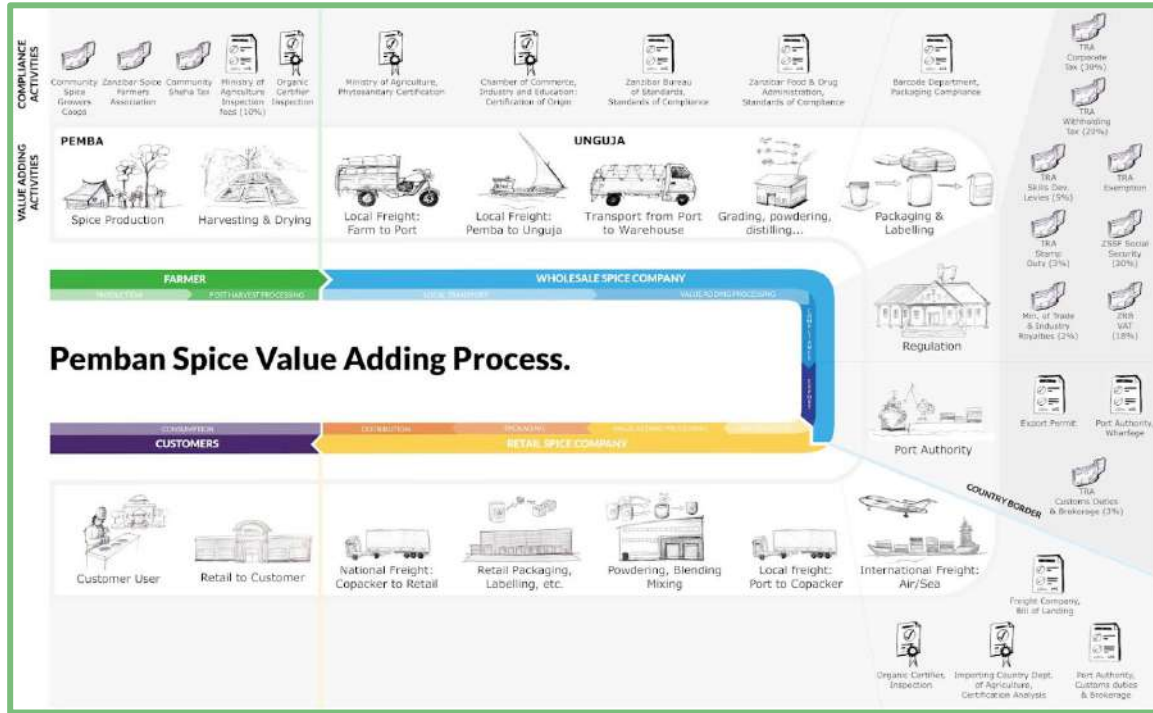 COMPLIANCE
ACTIVITIES
Community
Spice
Growers
Coops
Zanzibar Spice
Farmers
Association
Community
Sheha Tax
Ministry of
Agriculture
Inspection
fees (10%)
Organic
Certifier
Inspection
Ministry of Agriculture,
Phytosanitary Certification
Chamber of Commerce,
Industry and Education:
Certification of Origin
Zanzibar Bureau
of Standards,
Standards of Compliance
Zanzibar Food & Drug
Administration,
Standards of Compliance
Barcode Department,
Packaging Compliance
TRA
Corporate
Tax (30%)
TRA
Withholding
TRA
Skills Dev.
Levies (5%)
TRA
Exemption
TRA
Stamp
Duty (3%)
ZSSF Social
Security
(20%)
Min. of Trade
& Industry
Royalties (2%)
ZRB
VAT
(18%)
VALUE ADDING
ACTIVITIES
PEMBA
UNGUJA
Spice Production
Harvesting & Drying
Local Freight:
Farm to Port
Local Freight:
Pemba to Unguja
Transport from Port
to Warehouse
Grading, powdering,
distilling...
Packaging &
Labelling
FARMER
WHOLESALE SPICE COMPANY
PRODUCTION
POST HARVEST PROCESSING
LOCAL TRANSPORT
VALUE ADDING PROCESSING
COMPLIANCE
EXPORT
Regulation
Pemban Spice Value Adding Process.
Export Permit
Port Authority,
Wharfage
Port Authority
CONSUMPTION
DISTRIBUTION
PACKAGING
VALUE ADDING PROCESSING
CUSTOMERS
RETAIL SPICE COMPANY
COUNTRY BORDER
TRA
Customs Duties
& Brokerage (3%)
Customer User
Retail to Customer
National Freight:
Copacker to Retail
Retail Packaging,
Labelling, etc.
Powdering, Blending
Mixing
Local freight:
Port to Copacker
International Freight:
Air/Sea
Freight Company,
Bill of Landing
Organic Certifier,
Inspection
Importing Country Dept.
of Agriculture,
Certification Analysis
Port Authority,
Customs duties
& Brokerage